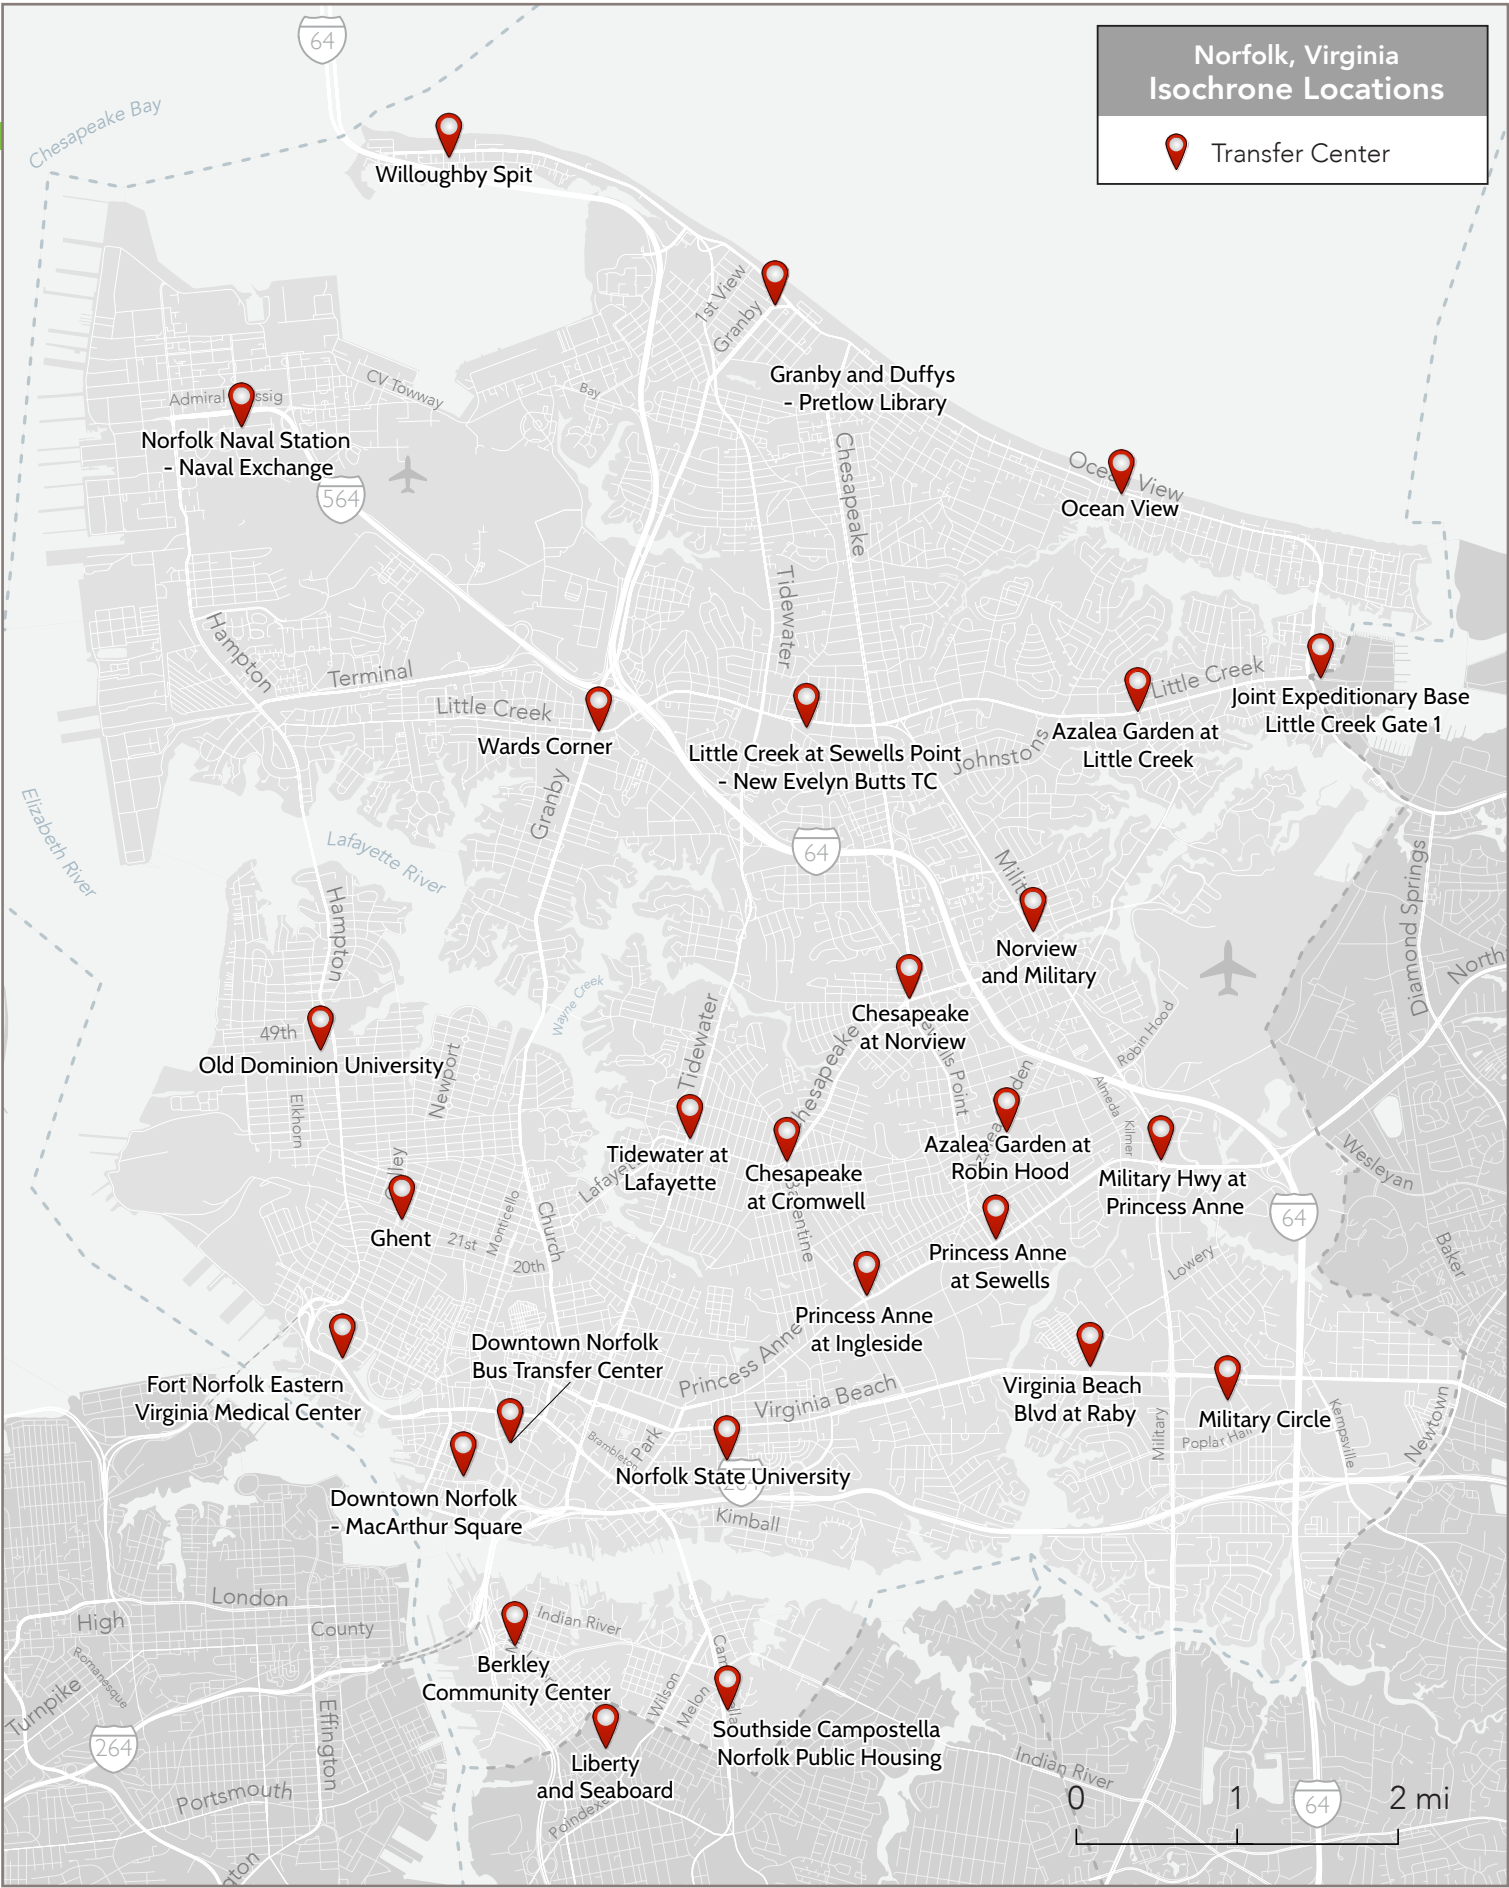 64
Norfolk, Virginia
Isochrone Locations
Transfer Center
Chesapeake Bay
Willoughby Spit
1st View
Granby
Granby and Duffys
- Pretlow Library
CV Towway
Bay
Admiral
Norfolk Naval Station
- Naval Exchange
564
Chesapeake
Ocean View
Ocean View
Tidewater
Hampton
Terminal
Little Creek
Little Creek
Joint Expeditionary Base
Little Creek Gate 1
Azalea Garden at
Little Creek
Wards Corner
Little Creek at Sewells Point
- New Evelyn Butts TC
Johnstons
Granby
Elizabeth River
Lafayette River
64
Diamond Springs
Hampton
Norview
and Military
North
Wayne Creek
Chesapeake
at Norview
Tidewater
Chesapeake
Point
Robin Hood
49th
Old Dominion University
Newport
Elkhorn
Almeda
Kilmer
Tidewater at
Lafayette
Chesapeake
at Cromwell
Azalea Garden at
Robin Hood
Military Hwy at
Princess Anne
Wesleyan
64
Ghent
21st
Monticello
Church
20th
Princess Anne
at Sewells
Lowery
Baker
Princess Anne
at Ingleside
Downtown Norfolk
Bus Transfer Center
Princess Anne
Virginia Beach
Fort Norfolk Eastern
Virginia Medical Center
Virginia Beach
Blvd at Raby
Military Circle
Military
Kempsville
Newtown
Brambleton
Park
Norfolk State University
Downtown Norfolk
- MacArthur Square
Kimball
London
High
County
Romanesque
Turnpike
Effington
264
Portsmouth
Indian River
Berkley
Community Center
Wilson
Melon
Southside Campostella
Norfolk Public Housing
Liberty
and Seaboard
Indian River
64
0 1 2 mi